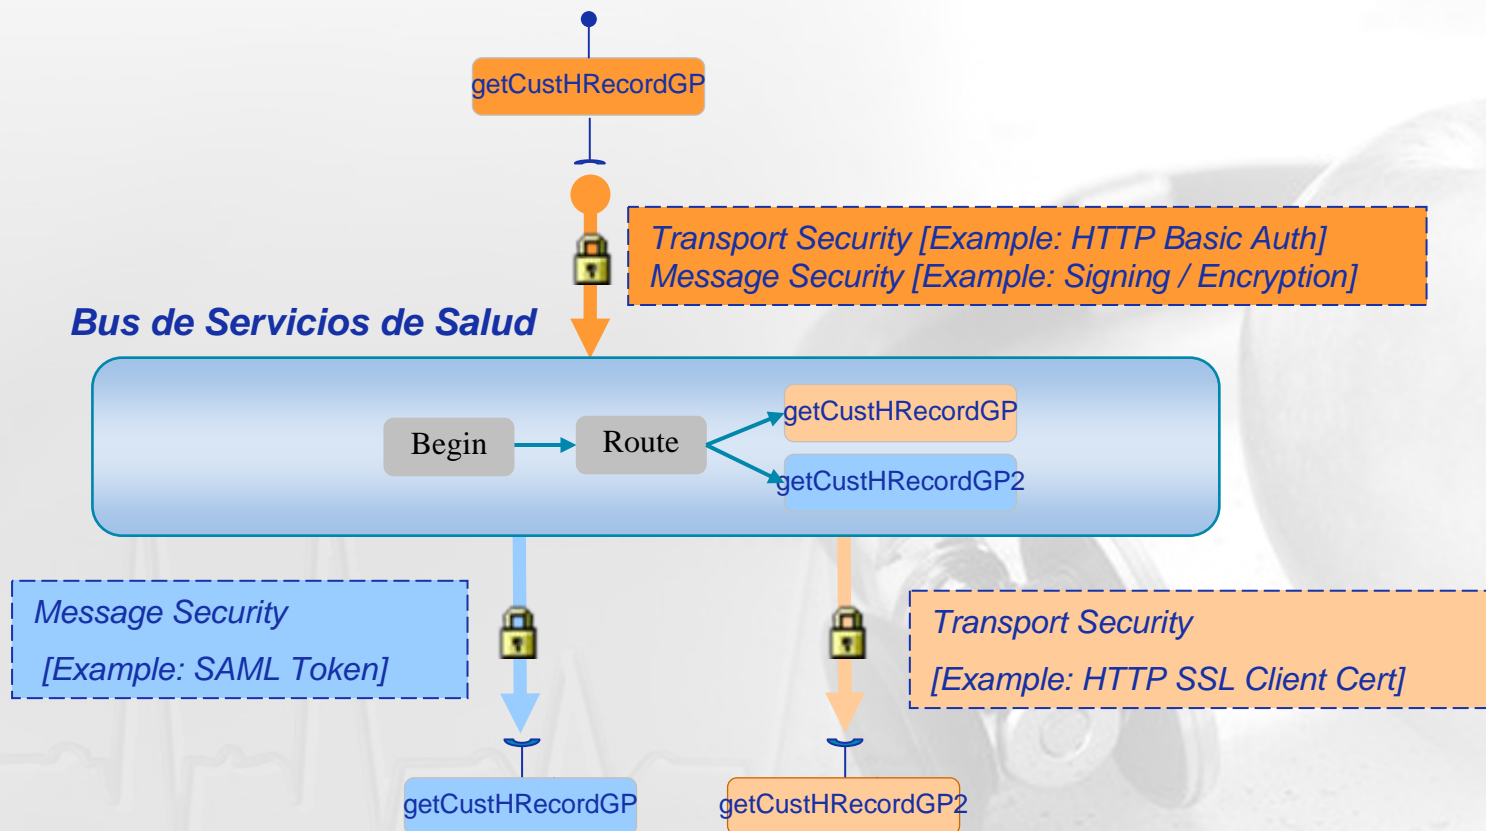 getCustHRecordGP
Transport Security [Example: HTTP Basic Auth]
Message Security [Example: Signing / Encryption]
Bus de Servicios de Salud
Begin
Route
getCustHRecordGP
getCustHRecordGP2
Message Security
[Example: SAML Token]
Transport Security
[Example: HTTP SSL Client Cert]
getCustHRecordGP
getCustHRecordGP2